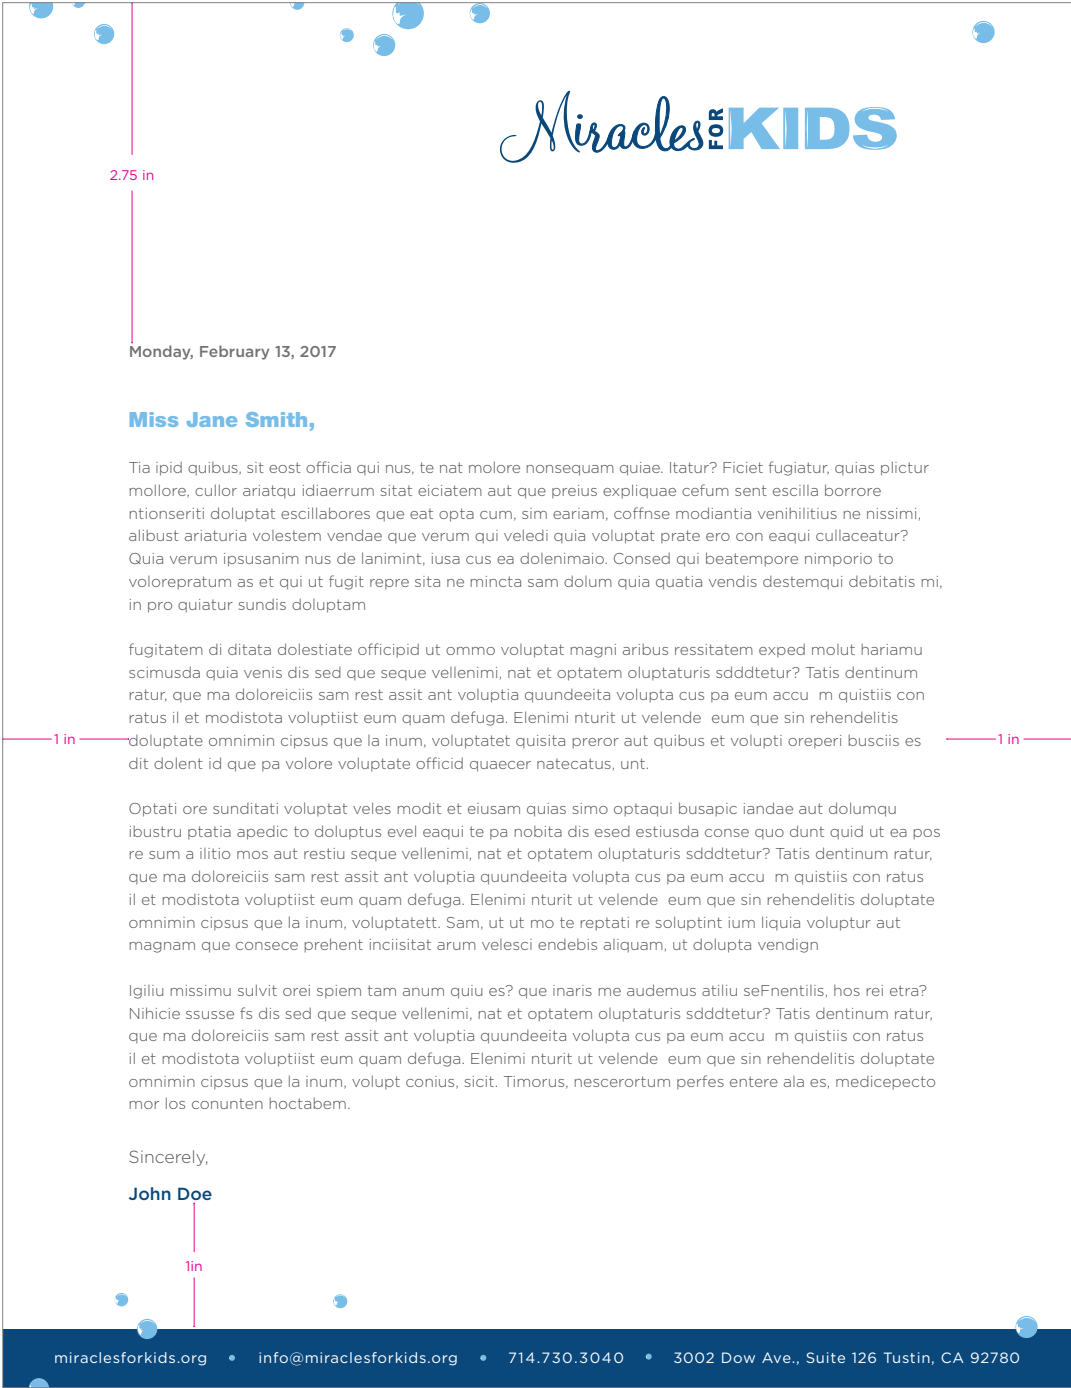 Miracles FOR KIDS
2.75 in
Monday, February 13, 2017
Miss Jane Smith,
Tia ipid quibus, sit eost officia qui nus, te nat molore nonsequam quiae. Itatur? Ficiet fugiatur, quias plictur
mollore, cullor ariatqu idiaerrum sitat eiciatem aut que preius expliquae cefum sent escilla borrore
ntionseriti doluptat escillabores que eat opta cum, sim eariam, coffnse modiantia venihilitius ne nissimi,
alibust ariaturia volestem vendae que verum qui veledi quia voluptat prate ero con eaqui cullaceatur?
Quia verum ipsusanim nus de lanimint, iusa cus ea dolenimaio. Consed qui beatempore nimporio to
volorepratum as et qui ut fugit repre sita ne mincta sam dolum quia quatia vendis destemqui debitatis mi,
in pro quiatur sundis doluptam
fugitatem di ditata dolestiate officipid ut ommo voluptat magni aribus ressitatem exped molut hariamu
scimusda quia venis dis sed que seque vellenimi, nat et optatem oluptaturis sdddtetur? Tatis dentinum
ratur, que ma doloreiciis sam rest assit ant voluptia quundeeita volupta cus pa eum accu  m quistiis con
ratus il et modistota voluptiist eum quam defuga. Elenimi nturit ut velende  eum que sin rehendelitis
1 in
doluptate omnimin cipsus que la inum, voluptatet quisita preror aut quibus et volupti oreperi busciis es
1 in
dit dolent id que pa volore voluptate officid quaecer natecatus, unt.
Optati ore sunditati voluptat veles modit et eiusam quias simo optaqui busapic iandae aut dolumqu
ibustru ptatia apedic to doluptus evel eaqui te pa nobita dis esed estiusda conse quo dunt quid ut ea pos
re sum a ilitio mos aut restiu seque vellenimi, nat et optatem oluptaturis sdddtetur? Tatis dentinum ratur,
que ma doloreiciis sam rest assit ant voluptia quundeeita volupta cus pa eum accu  m quistiis con ratus
il et modistota voluptiist eum quam defuga. Elenimi nturit ut velende  eum que sin rehendelitis doluptate
omnimin cipsus que la inum, voluptatett. Sam, ut ut mo te reptati re soluptint ium liquia voluptur aut
magnam que consece prehent inciisitat arum velesci endebis aliquam, ut dolupta vendign
Igiliu missimu sulvit orei spiem tam anum quiu es? que inaris me audemus atiliu seFnentilis, hos rei etra?
Nihicie ssusse fs dis sed que seque vellenimi, nat et optatem oluptaturis sdddtetur? Tatis dentinum ratur,
que ma doloreiciis sam rest assit ant voluptia quundeeita volupta cus pa eum accu  m quistiis con ratus
il et modistota voluptiist eum quam defuga. Elenimi nturit ut velende  eum que sin rehendelitis doluptate
omnimin cipsus que la inum, volupt conius, sicit. Timorus, nescerortum perfes entere ala es, medicepecto
mor los conunten hoctabem.
Sincerely,
John Doe
1in
miraclesforkids.org • info@miraclesforkids.org • 714.730.3040 • 3002 Dow Ave., Suite 126 Tustin, CA 92780